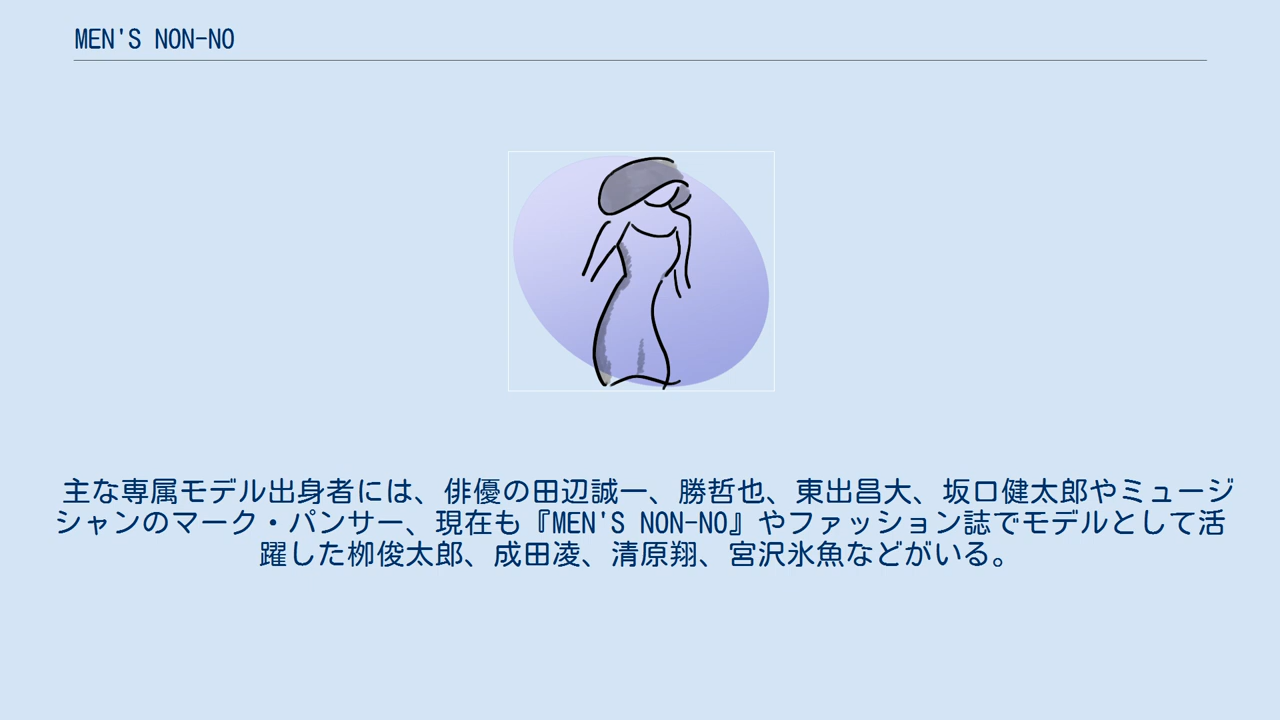 MEN'S NON-NO
主な専属モデル出身者には、俳優の田辺誠一、勝哲也、東出昌大、坂口健太郎やミュージ
シャンのマーク・パンサー、現在も『MEN'S NON-NO』やファッション誌でモデルとして活
躍した栁俊太郎、成田凌、清原翔、宮沢氷魚などがいる。